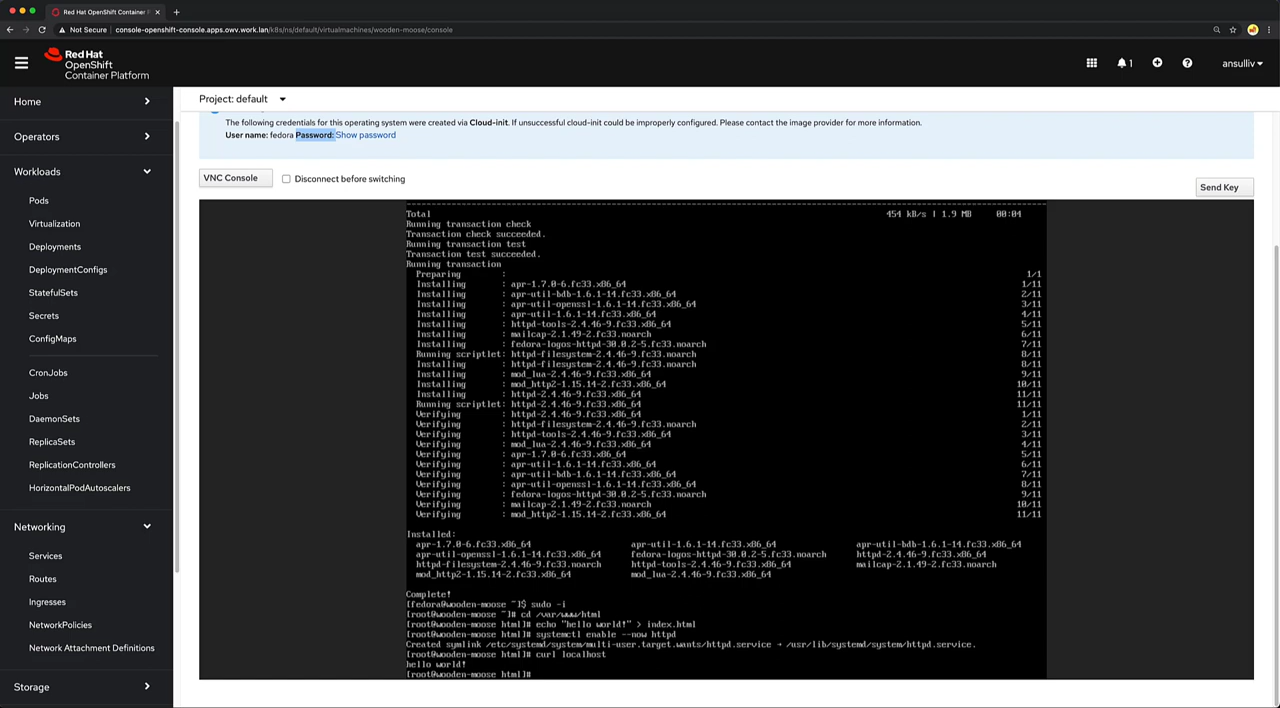 Red Hat OpenShift Container P
Not Secure | console-openshift-console.apps.owv.work.lan/k8s/ns/default/virtualmachines/wooden-moose/console
Red Hat
OpenShift
Container Platform
1
ansulliv
Home
Operators
Workloads
Pods
Virtualization
Deployments
DeploymentConfigs
StatefulSets
Secrets
ConfigMaps
CronJobs
Jobs
DaemonSets
ReplicaSets
ReplicationControllers
HorizontalPodAutoscalers
Networking
Services
Routes
Ingresses
NetworkPolicies
Network Attachment Definitions
Storage
Project: default
The following credentials for this operating system were created via Cloud-init. If unsuccessful cloud-init could be improperly configured. Please contact the image provider for more information.
User name: fedora Password: Show password
VNC Console Disconnect before switching
Send Key
Total 454 kB/s | 1.9 MB 00:04
Running transaction check
Transaction check succeeded.
Running transaction test
Transaction test succeeded.
Running transaction
Preparing : 1/1
Installing : apr-1.7.0-6.fc33.x86_64 1/11
Installing : apr-util-bdb-1.6.1-14.fc33.x86_64 2/11
Installing : apr-util-openssl-1.6.1-14.fc33.x86_64 3/11
Installing : apr-util-1.6.1-14.fc33.x86_64 4/11
Installing : httpd-tools-2.4.46-9.fc33.x86_64 5/11
Installing : mailcap-2.1.49-2.fc33.noarch 6/11
Installing : fedora-logos-httpd-30.0.2-5.fc33.noarch 7/11
Running scriptlet: httpd-filesystem-2.4.46-9.fc33.noarch 8/11
Installing : httpd-filesystem-2.4.46-9.fc33.noarch 8/11
Installing : mod_lua-2.4.46-9.fc33.x86_64 9/11
Installing : mod_http2-1.15.14-2.fc33.x86_64 10/11
Installing : httpd-2.4.46-9.fc33.x86_64 11/11
Running scriptlet: httpd-2.4.46-9.fc33.x86_64 11/11
Verifying : httpd-2.4.46-9.fc33.x86_64 1/11
Verifying : httpd-filesystem-2.4.46-9.fc33.noarch 2/11
Verifying : httpd-tools-2.4.46-9.fc33.x86_64 3/11
Verifying : mod_lua-2.4.46-9.fc33.x86_64 4/11
Verifying : apr-1.7.0-6.fc33.x86_64 5/11
Verifying : apr-util-1.6.1-14.fc33.x86_64 6/11
Verifying : apr-util-bdb-1.6.1-14.fc33.x86_64 7/11
Verifying : apr-util-openssl-1.6.1-14.fc33.x86_64 8/11
Verifying : fedora-logos-httpd-30.0.2-5.fc33.noarch 9/11
Verifying : mailcap-2.1.49-2.fc33.noarch 10/11
Verifying : mod_http2-1.15.14-2.fc33.x86_64 11/11
Installed:
apr-1.7.0-6.fc33.x86_64 apr-util-1.6.1-14.fc33.x86_64 apr-util-bdb-1.6.1-14.fc33.x86_64
apr-util-openssl-1.6.1-14.fc33.x86_64 fedora-logos-httpd-30.0.2-5.fc33.noarch httpd-2.4.46-9.fc33.x86_64
httpd-filesystem-2.4.46-9.fc33.noarch httpd-tools-2.4.46-9.fc33.x86_64 mailcap-2.1.49-2.fc33.noarch
mod_http2-1.15.14-2.fc33.x86_64 mod_lua-2.4.46-9.fc33.x86_64
Complete!
[fedora@wooden-moose ~]$ sudo -i
[root@wooden-moose ~]# cd /var/www/html
[root@wooden-moose html]# echo "hello world!" > index.html
[root@wooden-moose html]# systemctl enable --now httpd
Created symlink /etc/systemd/system/multi-user.target.wants/httpd.service → /usr/lib/systemd/system/httpd.service.
[root@wooden-moose html]# curl localhost
hello world!
[root@wooden-moose html]#